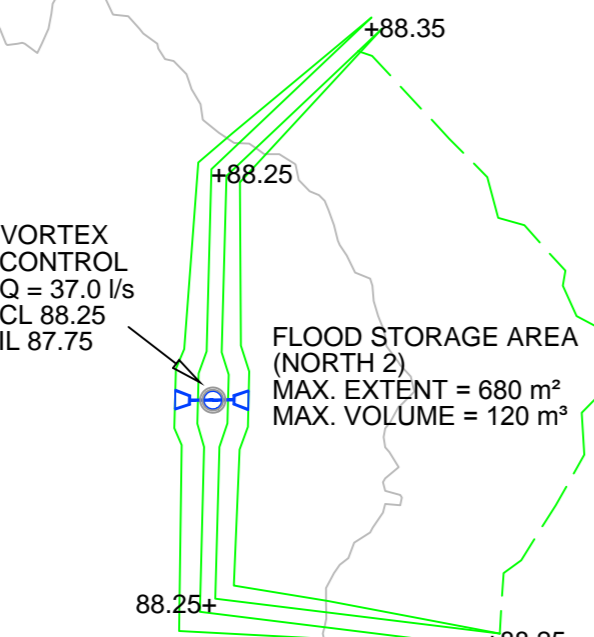 +88.35
+88.25
VORTEX
CONTROL
Q = 37.0 l/s
CL 88.25
IL 87.75
FLOOD STORAGE AREA
(NORTH 2)
MAX. EXTENT = 680 m²
MAX. VOLUME = 120 m³
88.25+